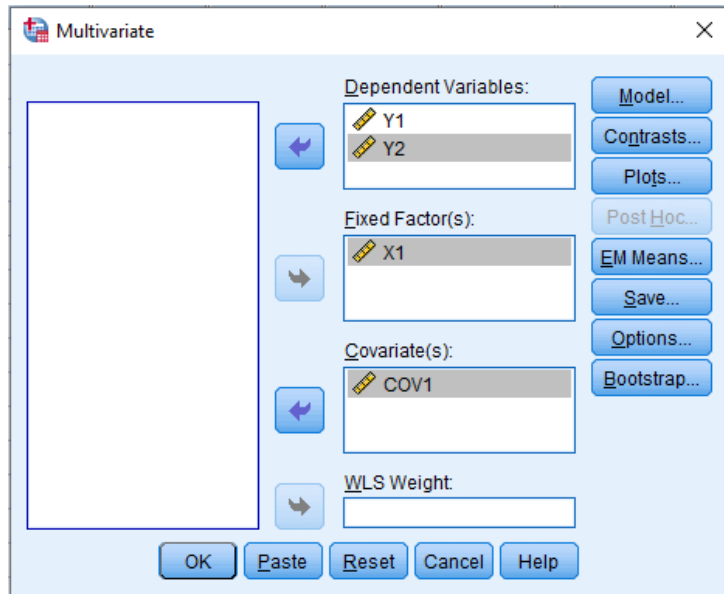 Multivariate
Dependent Variables:
Y1
Y2
Fixed Factor(s):
X1
Covariate(s):
COV1
WLS Weight:
Model...
Contrasts...
Plots...
Post Hoc...
EM Means...
Save...
Options...
Bootstrap...
OK
Paste
Reset
Cancel
Help